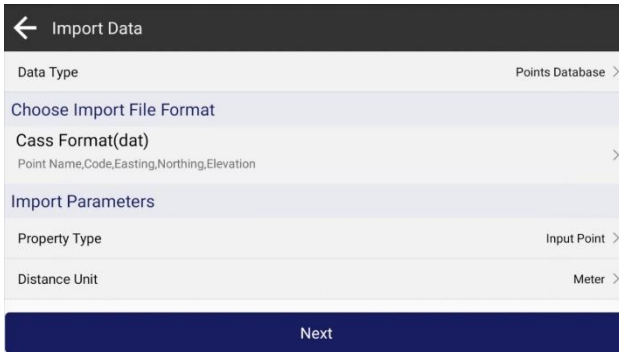 Import Data
Data Type Points Database
Choose Import File Format
Cass Format(dat)
Point Name,Code,Easting,Northing,Elevation
Import Parameters
Property Type Input Point
Distance Unit Meter
Next